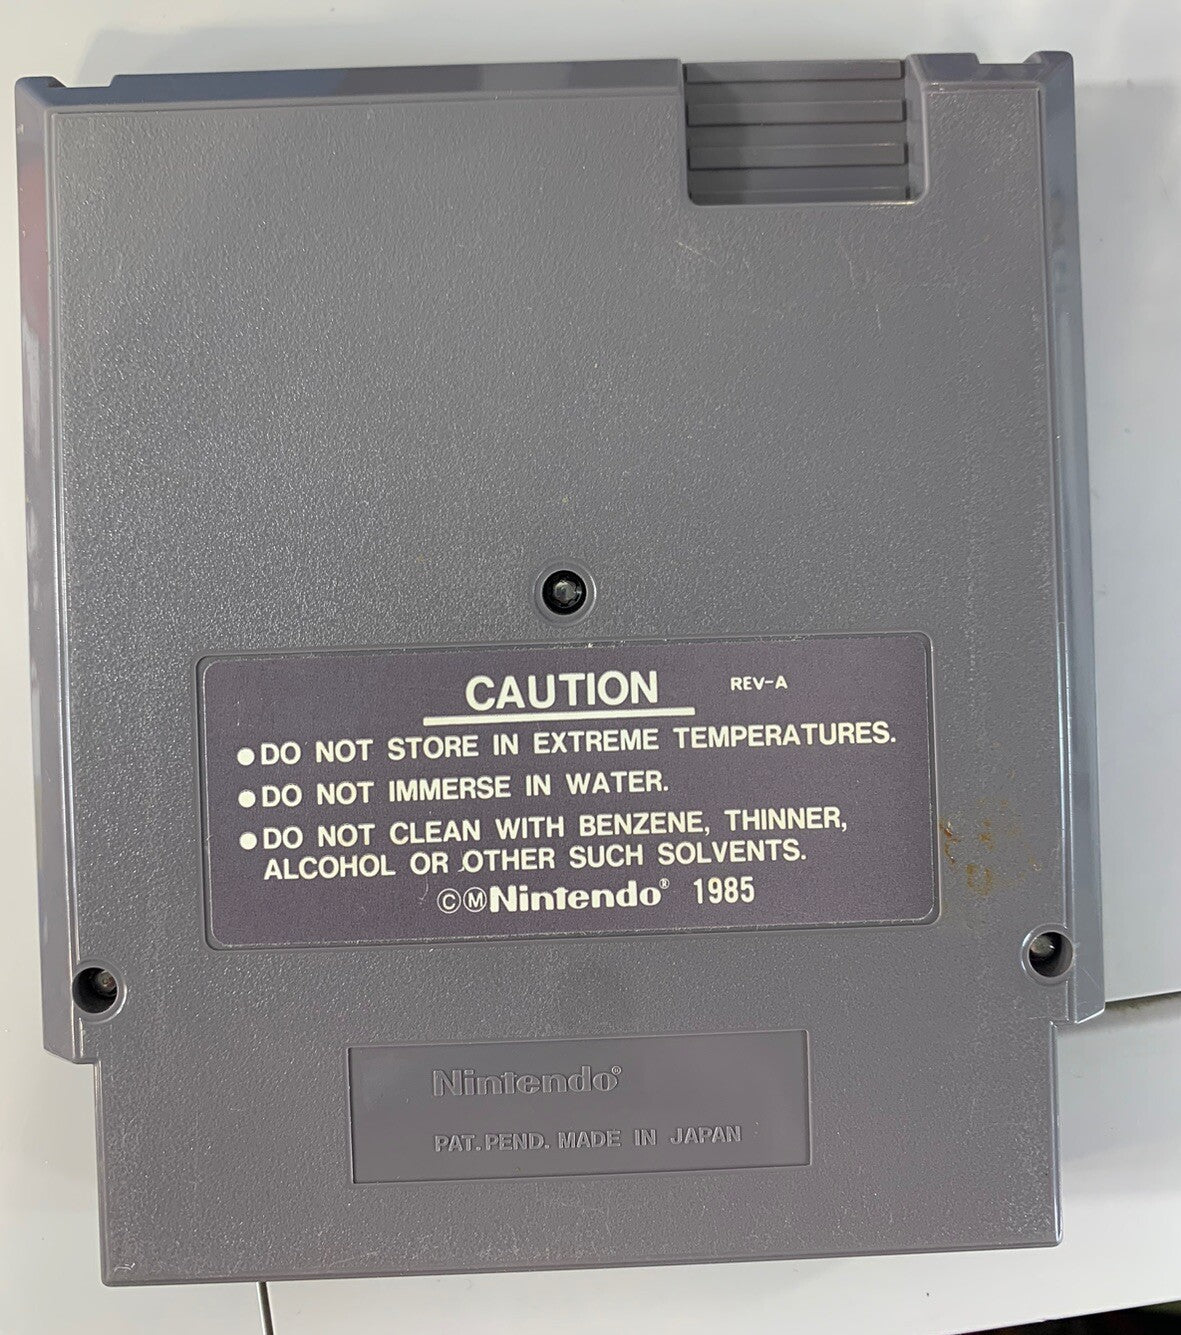 CAUTION REV-A
●DO NOT STORE IN EXTREME TEMPERATURES.
●DO NOT IMMERSE IN WATER.
●DO NOT CLEAN WITH BENZENE, THINNER,
ALCOHOL OR OTHER SUCH SOLVENTS.
ⒸⓂNintendo® 1985
Nintendo®
PAT. PEND. MADE IN JAPAN